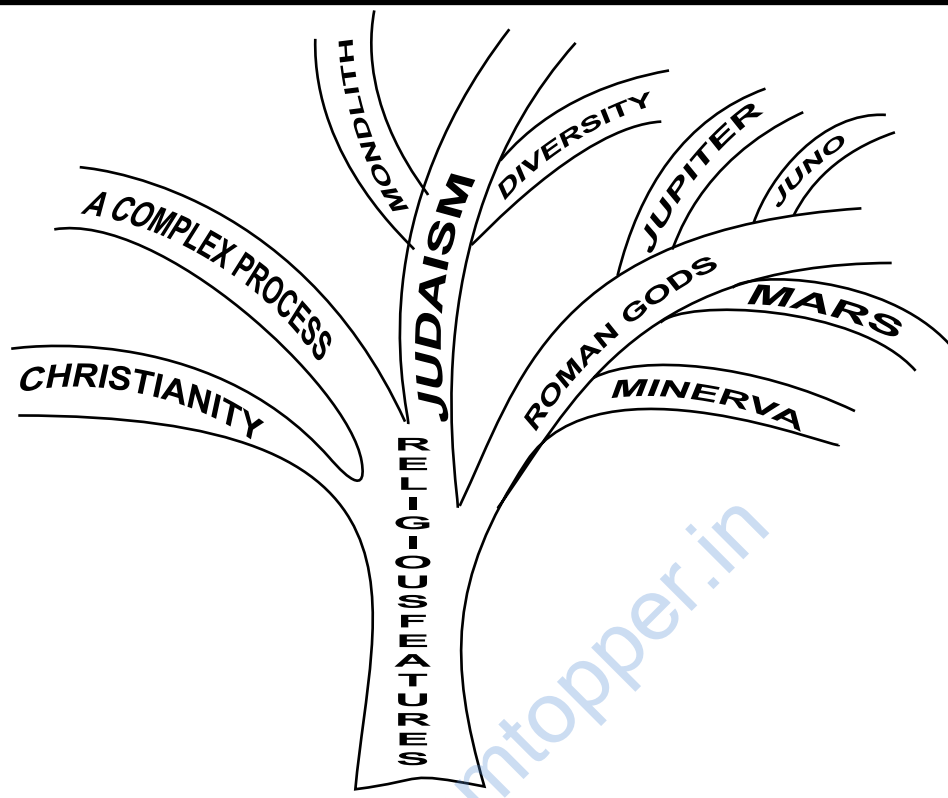 MONDLITH
JUDAISM
DIVERSITY
JUPITER
JUNO
A COMPLEX PROCESS
ROMAN GODS
MARS
CHRISTIANITY
MINERVA
RELIGIOUSFEATURES
mtopper.in